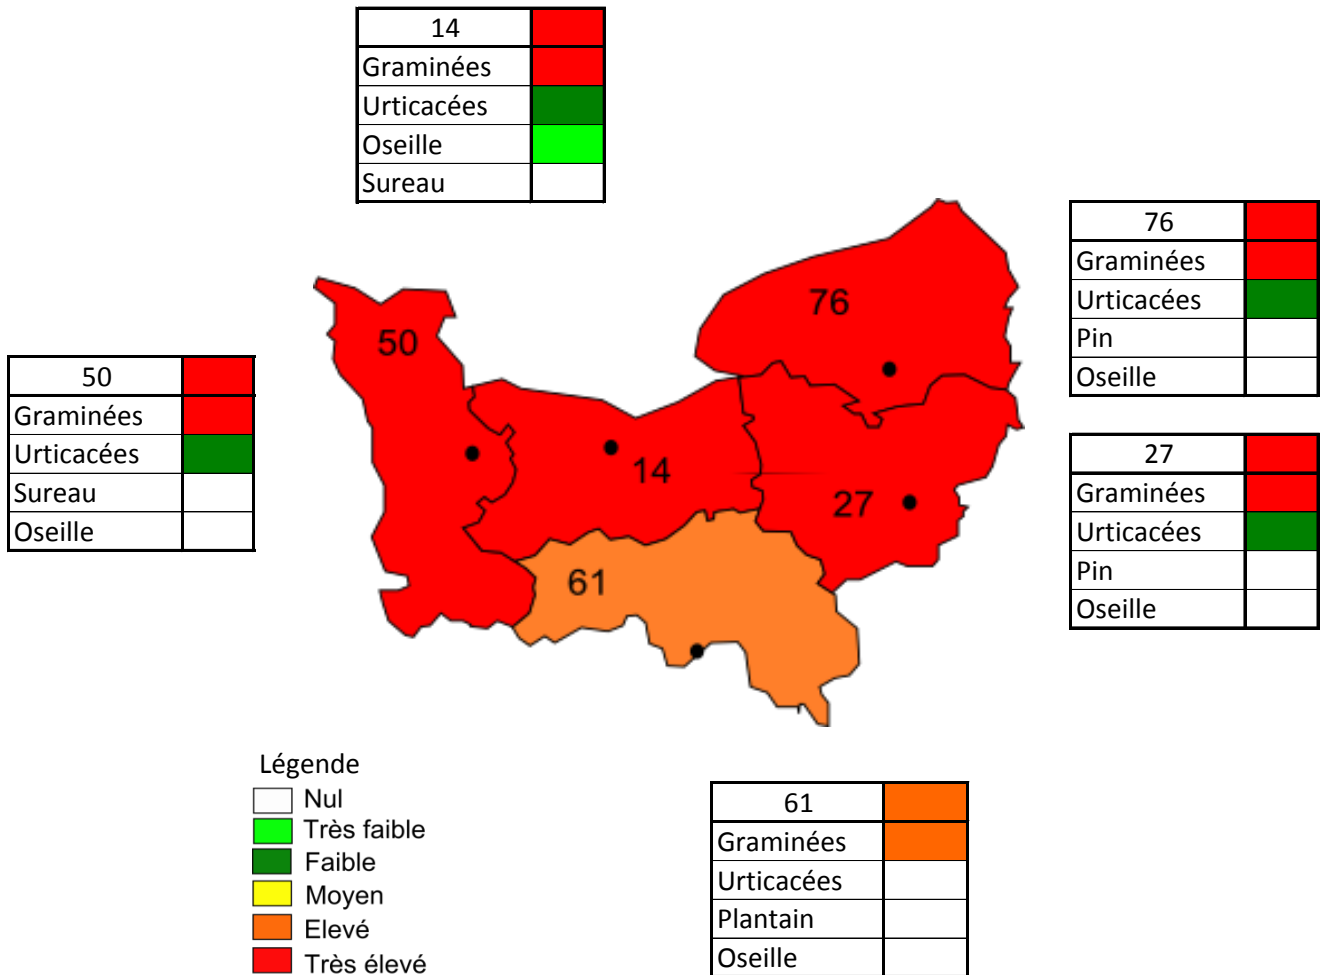 14
Graminées
Urticacées
Oseille
Sureau
76
Graminées
Urticacées
Pin
Oseille
50
Graminées
Urticacées
Sureau
Oseille
27
Graminées
Urticacées
Pin
Oseille
76
50
14
27
61
Légende
Nul
Très faible
Faible
Moyen
Elevé
Très élevé
61
Graminées
Urticacées
Plantain
Oseille